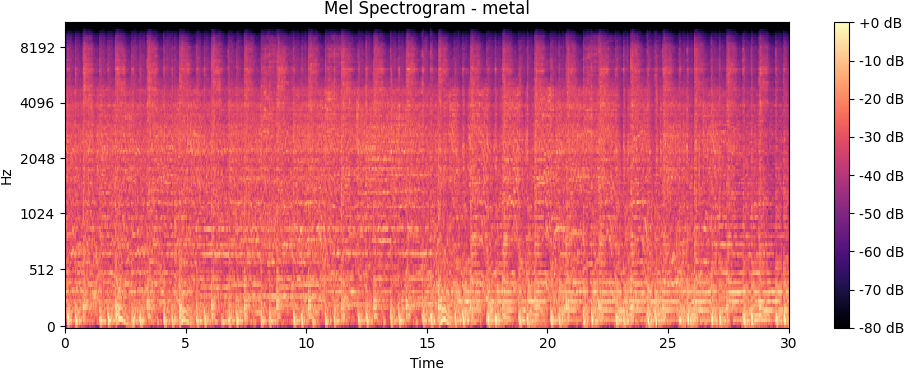 Mel Spectrogram - metal
Hz
8192
4096
2048
1024
512
0
0 5 10 15 20 25 30
Time
+0 dB
-10 dB
-20 dB
-30 dB
-40 dB
-50 dB
-60 dB
-70 dB
-80 dB